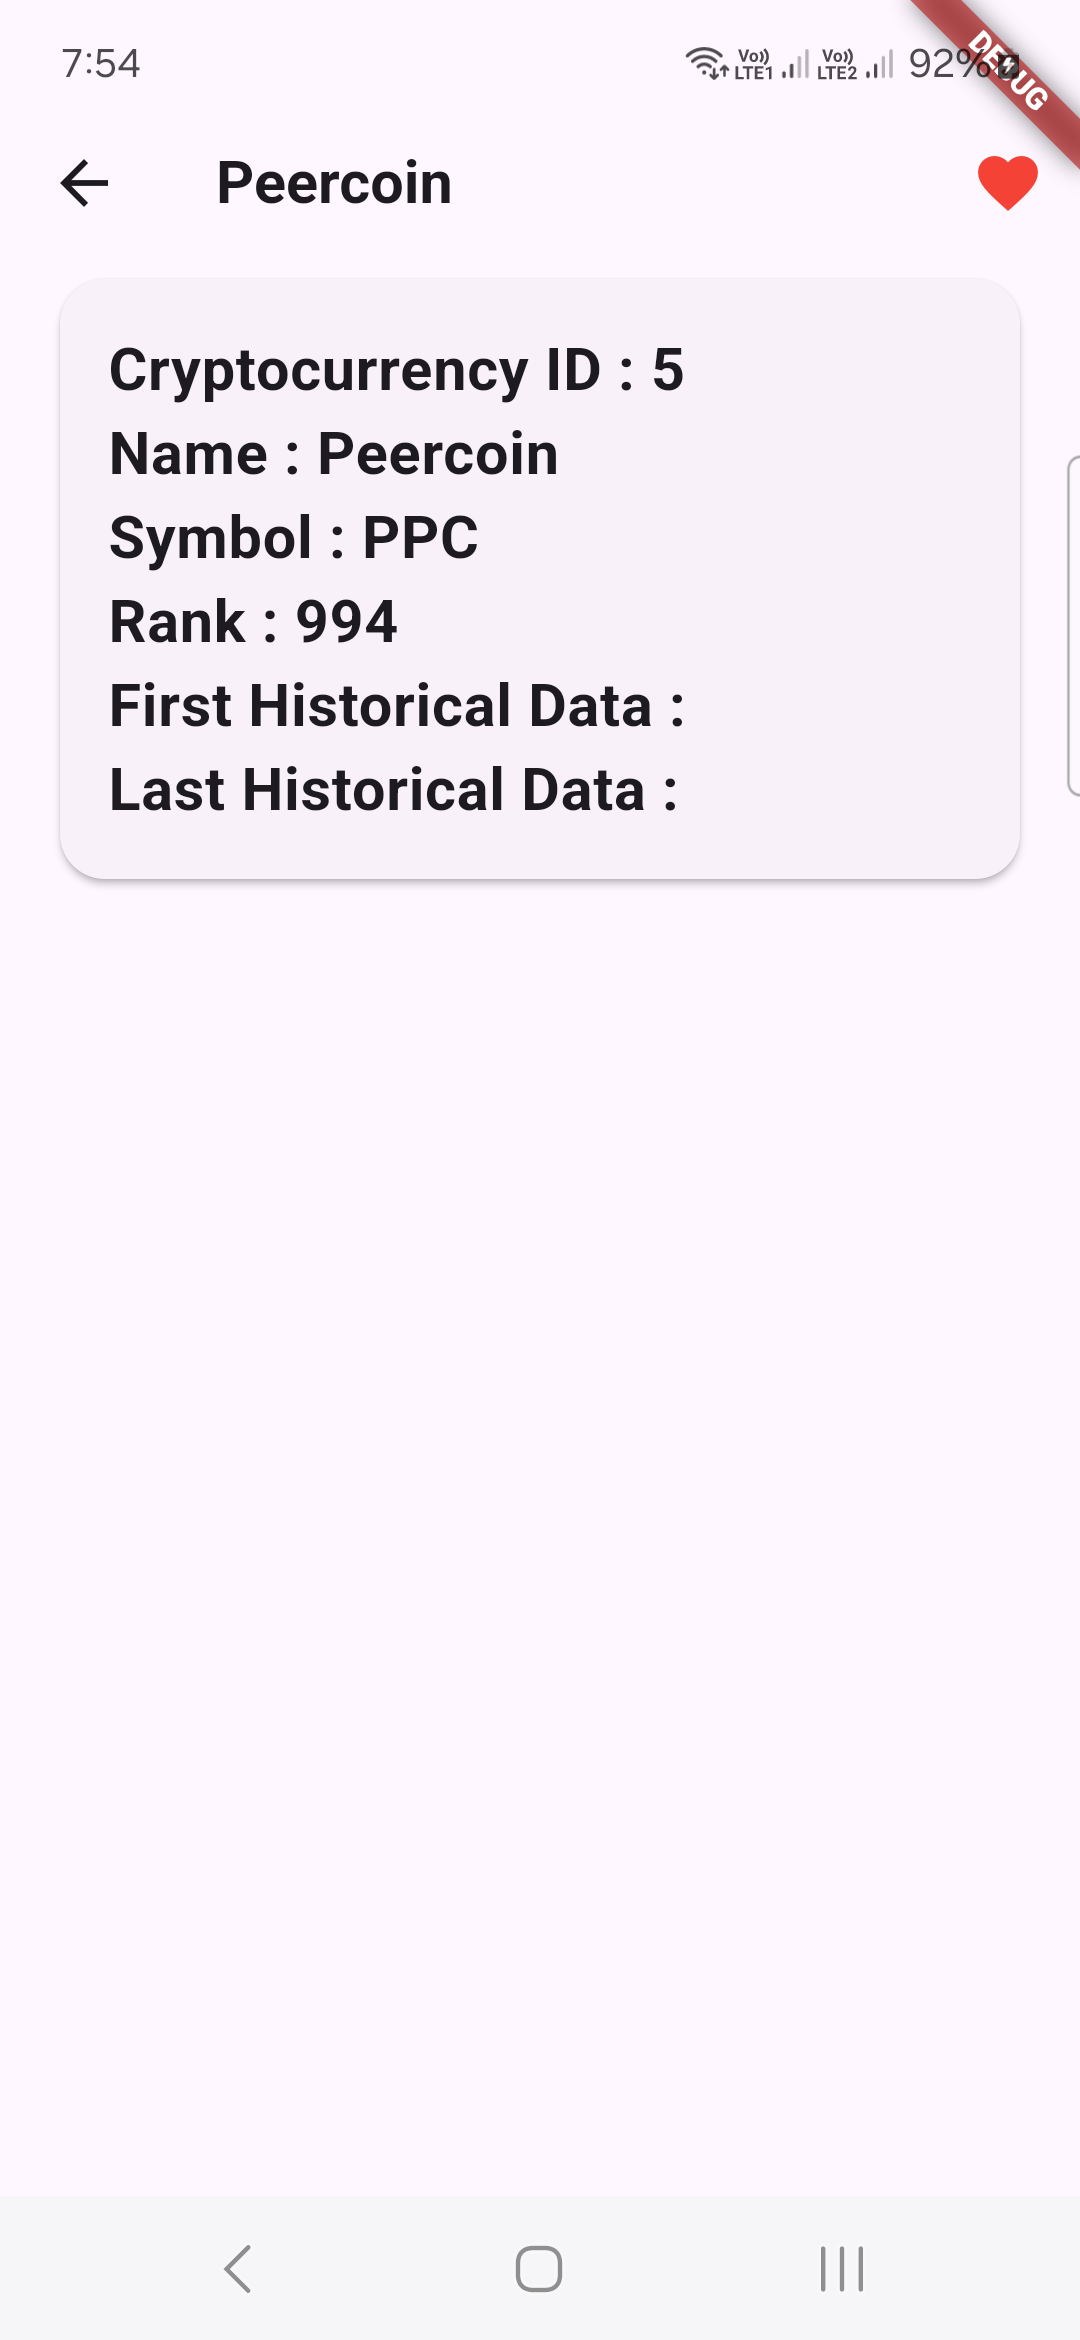 7:54
Vo)) LTE1 Vo)) LTE2 92%
DEBUG
Peercoin
Cryptocurrency ID : 5
Name : Peercoin
Symbol : PPC
Rank : 994
First Historical Data :
Last Historical Data :